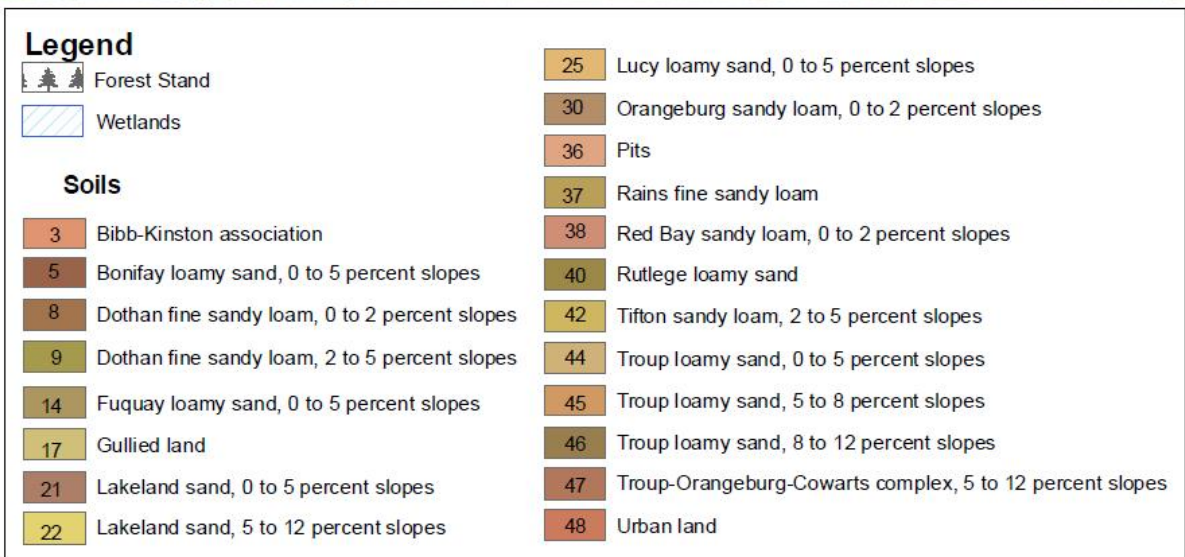 Legend
Forest Stand
Wetlands
Soils
3 Bibb-Kinston association
5 Bonifay loamy sand, 0 to 5 percent slopes
8 Dothan fine sandy loam, 0 to 2 percent slopes
9 Dothan fine sandy loam, 2 to 5 percent slopes
14 Fuquay loamy sand, 0 to 5 percent slopes
17 Gullied land
21 Lakeland sand, 0 to 5 percent slopes
22 Lakeland sand, 5 to 12 percent slopes
25 Lucy loamy sand, 0 to 5 percent slopes
30 Orangeburg sandy loam, 0 to 2 percent slopes
36 Pits
37 Rains fine sandy loam
38 Red Bay sandy loam, 0 to 2 percent slopes
40 Rutlege loamy sand
42 Tifton sandy loam, 2 to 5 percent slopes
44 Troup loamy sand, 0 to 5 percent slopes
45 Troup loamy sand, 5 to 8 percent slopes
46 Troup loamy sand, 8 to 12 percent slopes
47 Troup-Orangeburg-Cowarts complex, 5 to 12 percent slopes
48 Urban land